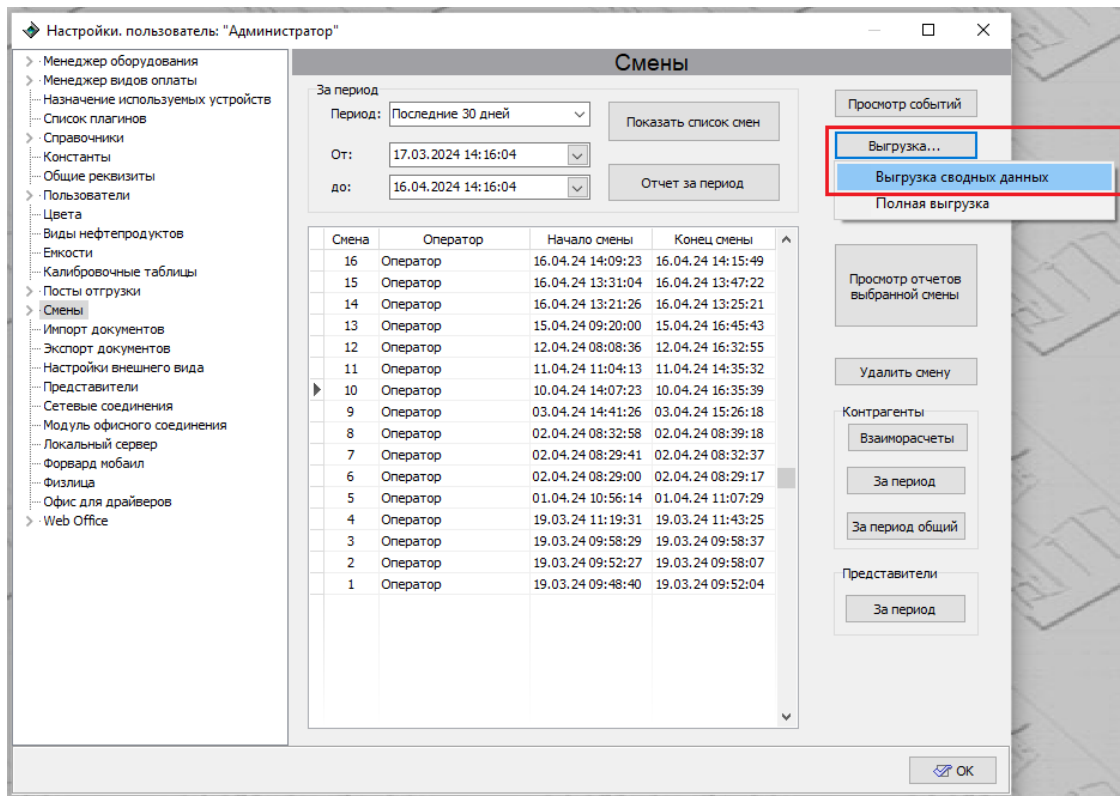 Настройки. пользователь: "Администратор"
Менеджер оборудования
Менеджер видов оплаты
Назначение используемых устройств
Список плагинов
Справочники
Константы
Общие реквизиты
Пользователи
Цвета
Виды нефтепродуктов
Емкости
Калибровочные таблицы
Посты отгрузки
Смены
Импорт документов
Экспорт документов
Настройки внешнего вида
Представители
Сетевые соединения
Модуль офисного соединения
Локальный сервер
Форвард мобаил
Физлица
Офис для драйверов
Web Office
Смены
За период
Период: Последние 30 дней
От: 17.03.2024 14:16:04
до: 16.04.2024 14:16:04
Показать список смен
Отчет за период
Смена Оператор Начало смены Конец смены
16 Оператор 16.04.24 14:09:23 16.04.24 14:15:49
15 Оператор 16.04.24 13:31:04 16.04.24 13:47:22
14 Оператор 16.04.24 13:21:26 16.04.24 13:25:21
13 Оператор 15.04.24 09:20:00 15.04.24 16:45:43
12 Оператор 12.04.24 08:08:36 12.04.24 16:32:55
11 Оператор 11.04.24 11:04:13 11.04.24 14:35:32
10 Оператор 10.04.24 14:07:23 10.04.24 16:35:39
9 Оператор 03.04.24 14:41:26 03.04.24 15:26:18
8 Оператор 02.04.24 08:32:58 02.04.24 08:39:18
7 Оператор 02.04.24 08:29:41 02.04.24 08:32:37
6 Оператор 02.04.24 08:29:00 02.04.24 08:29:17
5 Оператор 01.04.24 10:56:14 01.04.24 11:07:29
4 Оператор 19.03.24 11:19:31 19.03.24 11:43:25
3 Оператор 19.03.24 09:58:29 19.03.24 09:58:37
2 Оператор 19.03.24 09:52:27 19.03.24 09:58:07
1 Оператор 19.03.24 09:48:40 19.03.24 09:52:04
Просмотр событий
Выгрузка...
Выгрузка сводных данных
Полная выгрузка
Просмотр отчетов
выбранной смены
Удалить смену
Контрагенты
Взаиморасчеты
За период
За период общий
Представители
За период
OK